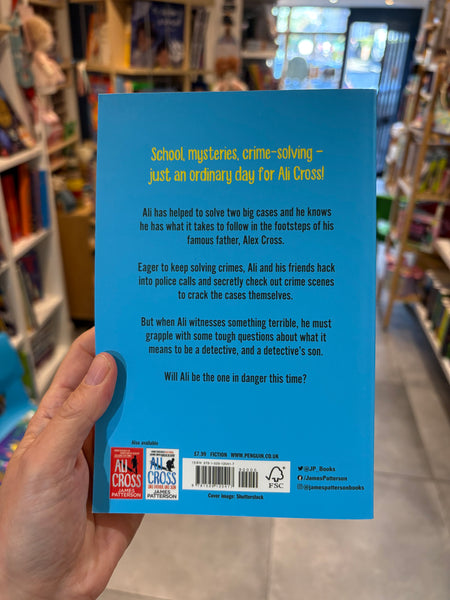 School, mysteries, crime-solving –
just an ordinary day for Ali Cross!
Ali has helped to solve two big cases and he knows
he has what it takes to follow in the footsteps of his
famous father, Alex Cross.
Eager to keep solving crimes, Ali and his friends hack
into police calls and secretly check out crime scenes
to crack the cases themselves.
But when Ali witnesses something terrible, he must
grapple with some tough questions about what it
means to be a detective, and a detective's son.
Will Ali be the one in danger this time?
Also available
ALI
CROSS
JAMES
PATTERSON
ALI
CROSS
LIKE FATHER, LIKE SON
JAMES
PATTERSON
£7.99 FICTION WWW.PENGUIN.CO.UK
90000
FSC
Cover image: Shutterstock
@JP_Books
/JamesPatterson
@jamespattersonbooks